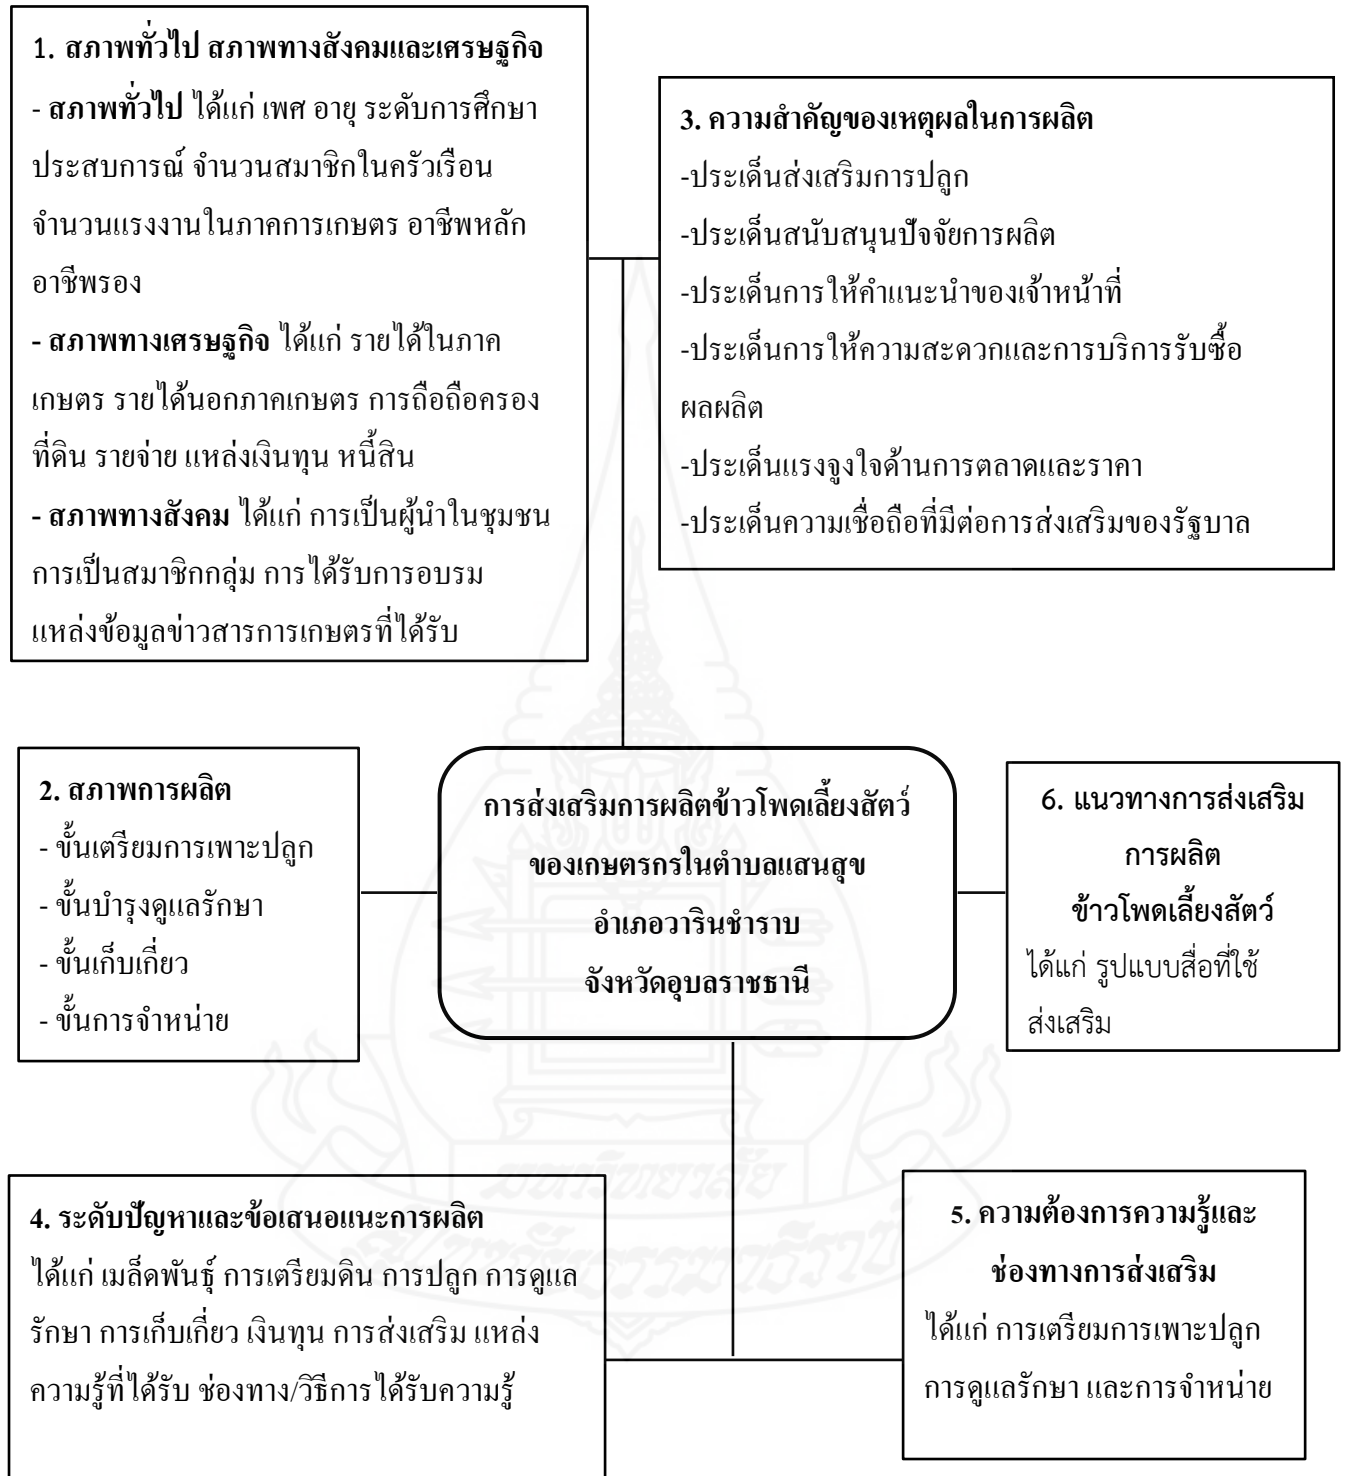 1. สภาพทั่วไป สภาพทางสังคมและเศรษฐกิจ
- สภาพทั่วไป ได้แก่ เพศ อายุ ระดับการศึกษา
ประสบการณ์ จำนวนสมาชิกในครัวเรือน
จำนวนแรงงานในภาคการเกษตร อาชีพหลัก
อาชีพรอง
- สภาพทางเศรษฐกิจ ได้แก่ รายได้ในภาค
เกษตร รายได้นอกภาคเกษตร การถือถือครอง
ที่ดิน รายจ่าย แหล่งเงินทุน หนี้สิน
- สภาพทางสังคม ได้แก่ การเป็นผู้นำในชุมชน
การเป็นสมาชิกกลุ่ม การได้รับการอบรม
แหล่งข้อมูลข่าวสารการเกษตรที่ได้รับ
3. ความสำคัญของเหตุผลในการผลิต
-ประเด็นส่งเสริมการปลูก
-ประเด็นสนับสนุนปัจจัยการผลิต
-ประเด็นการให้คำแนะนำของเจ้าหน้าที่
-ประเด็นการให้ความสะดวกและการบริการรับซื้อ
ผลผลิต
-ประเด็นแรงจูงใจด้านการตลาดและราคา
-ประเด็นความเชื่อถือที่มีต่อการส่งเสริมของรัฐบาล
2. สภาพการผลิต
- ขั้นเตรียมการเพาะปลูก
- ขั้นบำรุงดูแลรักษา
- ขั้นเก็บเกี่ยว
- ขั้นการจำหน่าย
การส่งเสริมการผลิตข้าวโพดเลี้ยงสัตว์
ของเกษตรกรในตำบลแสนสุข
อำเภอวารินชำราบ
จังหวัดอุบลราชธานี
6. แนวทางการส่งเสริม
การผลิต
ข้าวโพดเลี้ยงสัตว์
ได้แก่ รูปแบบสื่อที่ใช้
ส่งเสริม
มหาวิทยาลัย
สุโขทัยธรรมาธิราช
4. ระดับปัญหาและข้อเสนอแนะการผลิต
ได้แก่ เมล็ดพันธุ์ การเตรียมดิน การปลูก การดูแล
รักษา การเก็บเกี่ยว เงินทุน การส่งเสริม แหล่ง
ความรู้ที่ได้รับ ช่องทาง/วิธีการได้รับความรู้
5. ความต้องการความรู้และ
ช่องทางการส่งเสริม
ได้แก่ การเตรียมการเพาะปลูก
การดูแลรักษา และการจำหน่าย